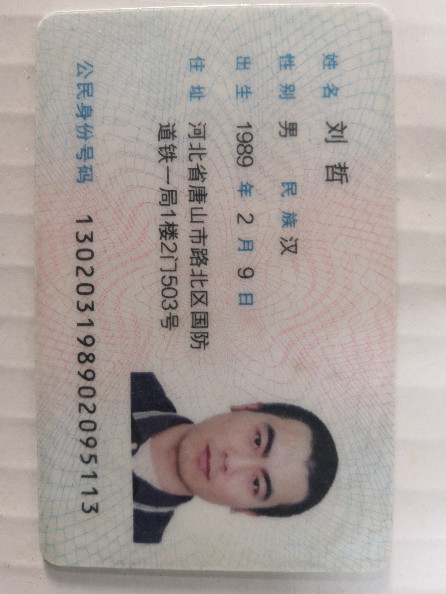 姓名 刘哲
性别 男 民族 汉
出生 1989 年 2 月 9 日
住址 河北省唐山市路北区国防
道铁一局1楼2门503号
公民身份号码 130203198902095113